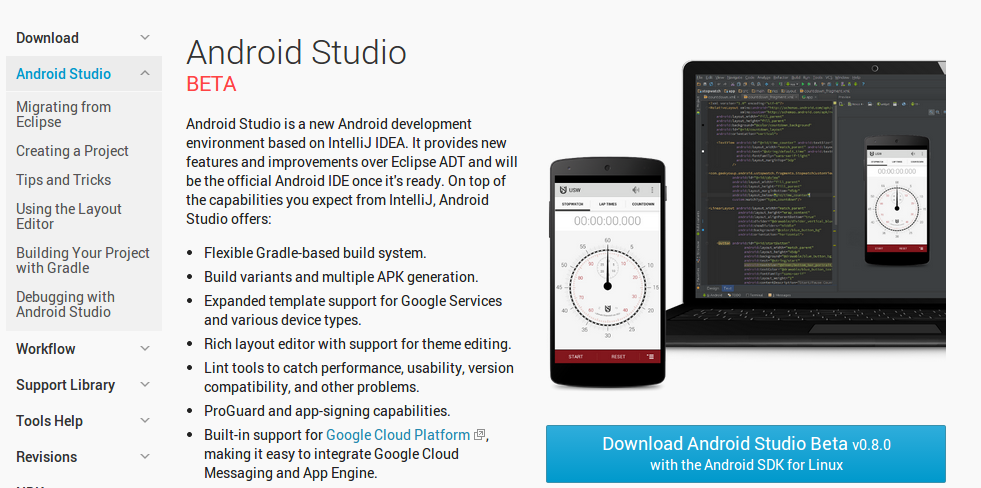 Download
Android Studio
Migrating from
Eclipse
Creating a Project
Tips and Tricks
Using the Layout
Editor
Building Your Project
with Gradle
Debugging with
Android Studio
Workflow
Support Library
Tools Help
Revisions
Android Studio
BETA
Android Studio is a new Android development
environment based on IntelliJ IDEA. It provides new
features and improvements over Eclipse ADT and will
be the official Android IDE once it's ready. On top of
the capabilities you expect from IntelliJ, Android
Studio offers:
• Flexible Gradle-based build system.
• Build variants and multiple APK generation.
• Expanded template support for Google Services
and various device types.
• Rich layout editor with support for theme editing.
• Lint tools to catch performance, usability, version
compatibility, and other problems.
• ProGuard and app-signing capabilities.
• Built-in support for Google Cloud Platform,
making it easy to integrate Google Cloud
Messaging and App Engine.
USW
STOPWATCH LAP TIMES COUNTDOWN
00:00:00.000
START RESET
Download Android Studio Beta v0.8.0
with the Android SDK for Linux